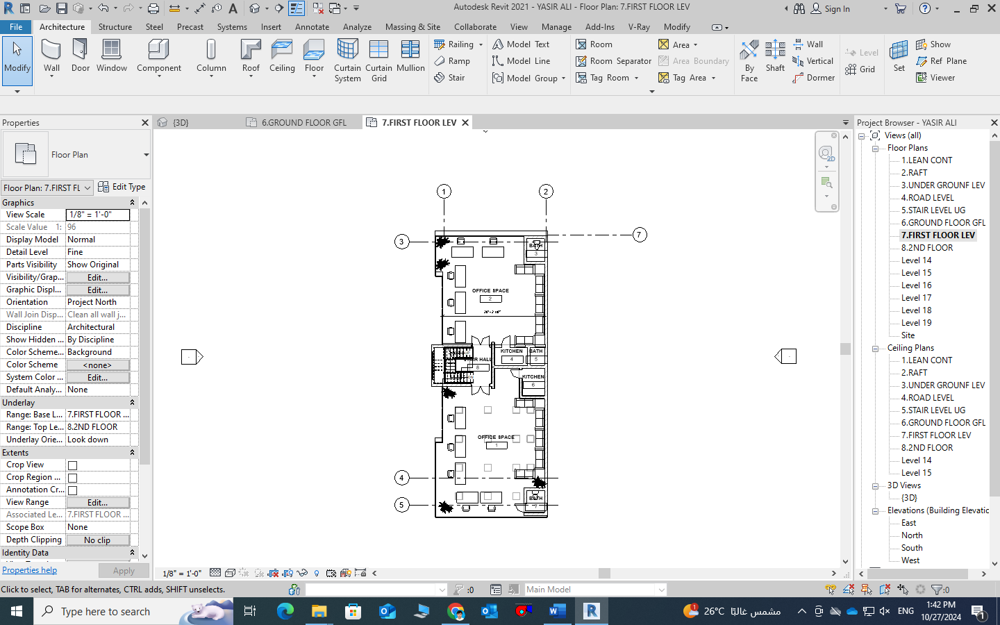 Autodesk Revit 2021 - YASIR ALI - Floor Plan: 7.FIRST FLOOR LEV
Sign In
File Architecture Structure Steel Precast Systems Insert Annotate Analyze Massing & Site Collaborate View Manage Add-Ins V-Ray Modify
Modify Wall Door Window Component Column Roof Ceiling Floor Curtain System Curtain Grid Mullion
Railing Model Text Room Area Wall Level Show
Ramp Model Line Room Separator Area Boundary By Face Shaft Vertical Grid Set Ref Plane
Stair Model Group Tag Room Tag Area Dormer Viewer
Properties
{3D}
6.GROUND FLOOR GFL
7.FIRST FLOOR LEV
Project Browser - YASIR ALI
Floor Plan
Floor Plan: 7.FIRST FL
Edit Type
Graphics
View Scale 1/8" = 1'-0"
Scale Value 1: 96
Display Model Normal
Detail Level Fine
Parts Visibility Show Original
Visibility/Grap... Edit...
Graphic Displ... Edit...
Orientation Project North
Wall Join Disp... Clean all wall j...
Discipline Architectural
Show Hidden ... By Discipline
Color Scheme... Background
Color Scheme <none>
System Color ... Edit...
Default Analy... None
Underlay
Range: Base L... 7.FIRST FLOOR ...
Range: Top Le... 8.2ND FLOOR
Underlay Orie... Look down
Extents
Crop View
Crop Region ...
Annotation Cr...
View Range Edit...
Associated Le... 7.FIRST FLOOR ...
Scope Box None
Depth Clipping No clip
Identity Data
Properties help
Apply
1
2
3
7
BATH
3
OFFICE SPACE
2
KITCHEN
4
BATH
5
STAIR HALL
8
KITCHEN
6
OFFICE SPACE
1
4
BATH
7
5
2D
Views (all)
Floor Plans
1.LEAN CONT
2.RAFT
3.UNDER GROUNF LEV
4.ROAD LEVEL
5.STAIR LEVEL UG
6.GROUND FLOOR GFL
7.FIRST FLOOR LEV
8.2ND FLOOR
Level 14
Level 15
Level 16
Level 17
Level 18
Level 19
Site
Ceiling Plans
1.LEAN CONT
2.RAFT
3.UNDER GROUNF LEV
4.ROAD LEVEL
5.STAIR LEVEL UG
6.GROUND FLOOR GFL
7.FIRST FLOOR LEV
8.2ND FLOOR
Level 14
Level 15
3D Views
{3D}
Elevations (Building Elevatic
East
North
South
West
1/8" = 1'-0"
Click to select, TAB for alternates, CTRL adds, SHIFT unselects.
:0
Main Model
:0
Type here to search
26°C مشمس غالبًا
ENG
1:42 PM
10/27/2024
1